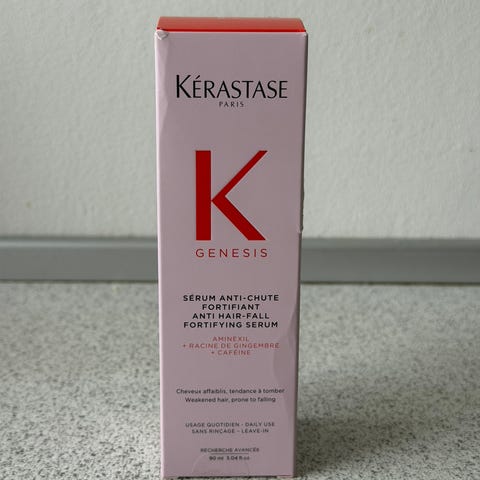 KÉRASTASE
PARIS
K
GENESIS
SÉRUM ANTI-CHUTE
FORTIFIANT
ANTI HAIR-FALL
FORTIFYING SERUM
AMINEXIL
+ RACINE DE GINGEMBRE
+ CAFÉINE
Cheveux affaiblis, tendance à tomber
Weakened hair, prone to falling
USAGE QUOTIDIEN - DAILY USE
SANS RINÇAGE - LEAVE-IN
RECHERCHE AVANCÉE
90 ml 3.04 fl.oz